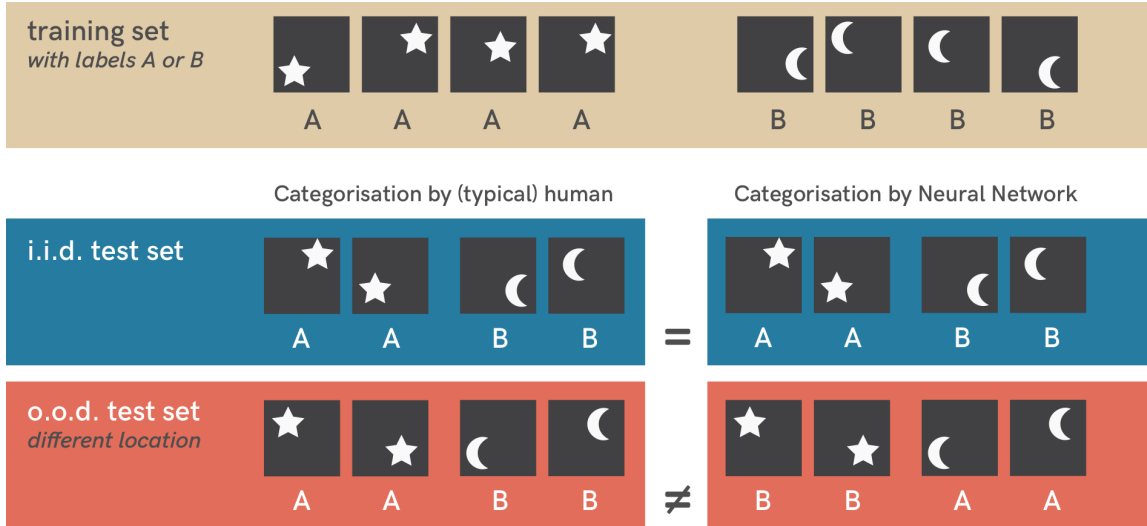 training set
with labels A or B
A A A A B B B B
Categorisation by (typical) human Categorisation by Neural Network
i.i.d. test set
A A B B = A A B B
o.o.d. test set
different location
A A B B ≠ B B A A